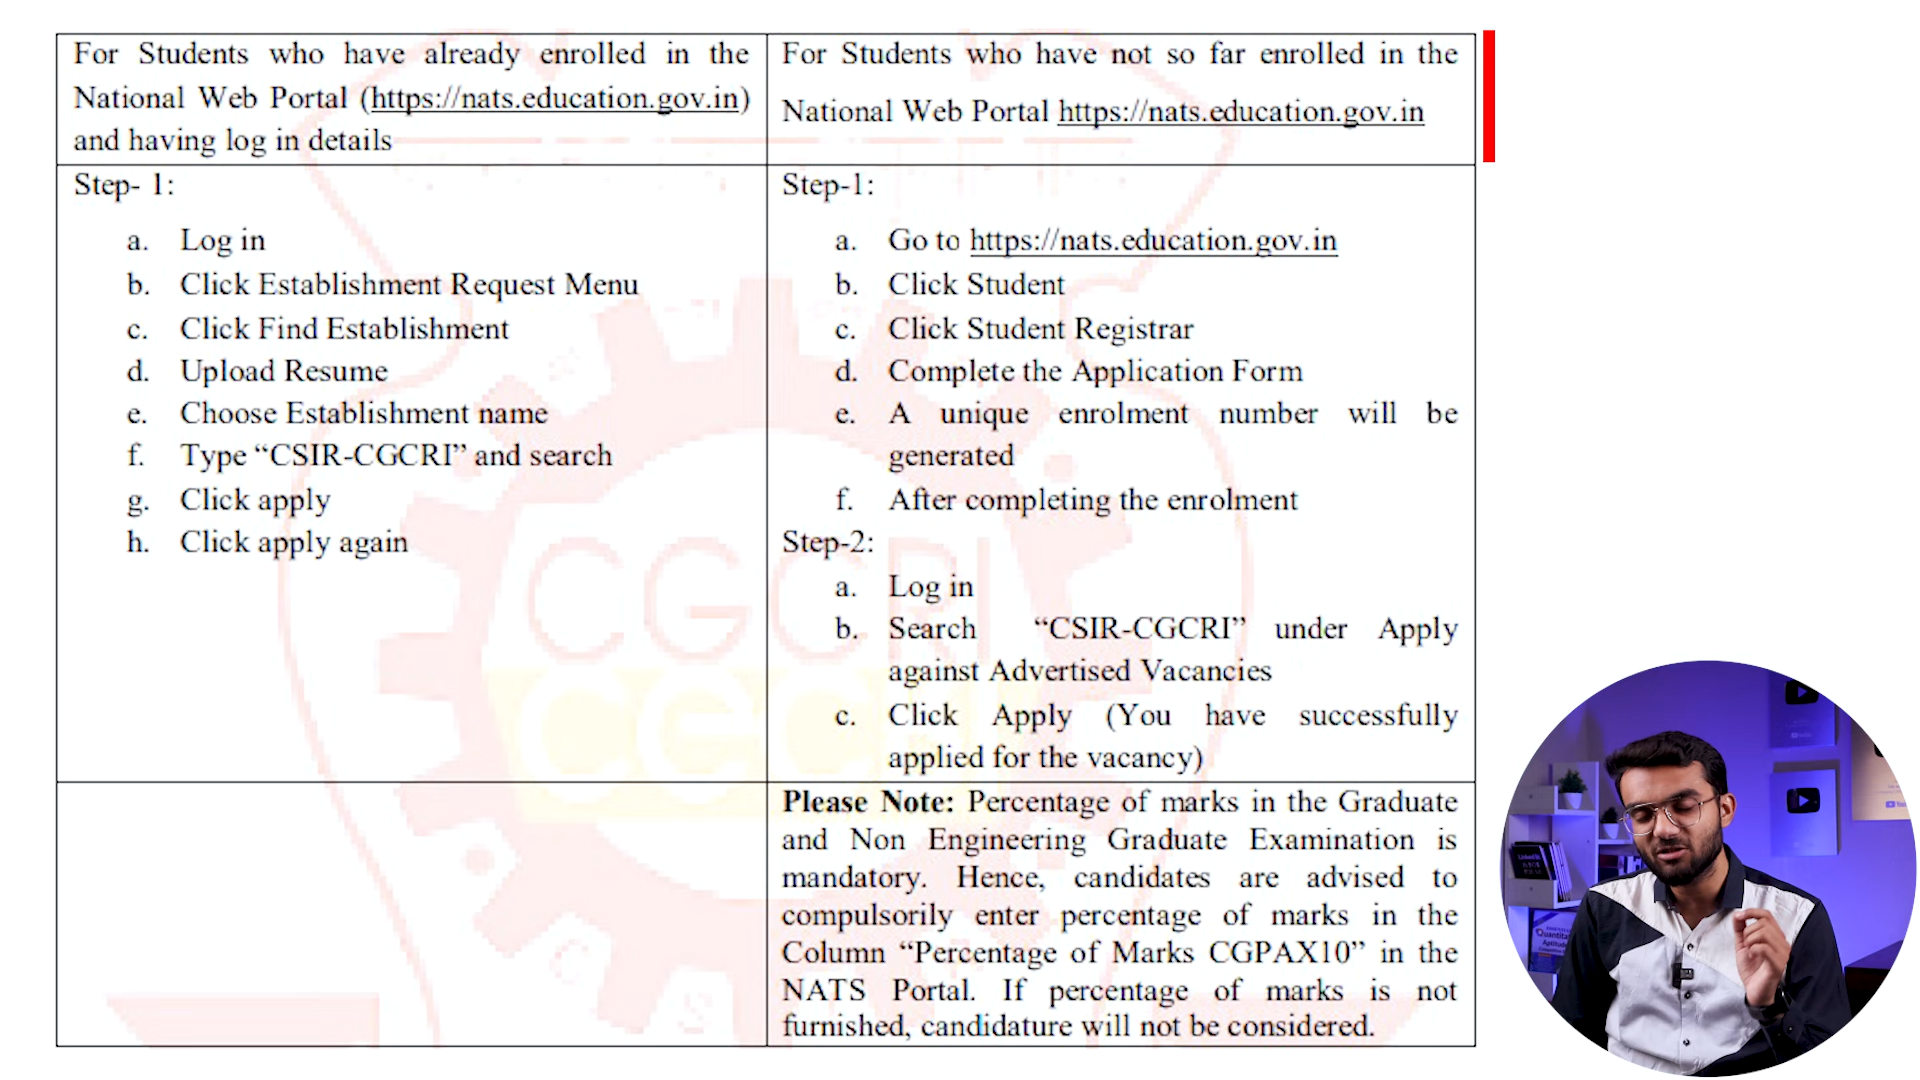 For Students who have already enrolled in the
National Web Portal (https://nats.education.gov.in)
and having log in details
For Students who have not so far enrolled in the
National Web Portal https://nats.education.gov.in
Step- 1:
a. Log in
b. Click Establishment Request Menu
c. Click Find Establishment
d. Upload Resume
e. Choose Establishment name
f. Type “CSIR-CGCRI” and search
g. Click apply
h. Click apply again
Step-1:
a. Go to https://nats.education.gov.in
b. Click Student
c. Click Student Registrar
d. Complete the Application Form
e. A unique enrolment number will be
generated
f. After completing the enrolment
Step-2:
a. Log in
b. Search “CSIR-CGCRI” under Apply
against Advertised Vacancies
c. Click Apply (You have successfully
applied for the vacancy)
Please Note: Percentage of marks in the Graduate
and Non Engineering Graduate Examination is
mandatory. Hence, candidates are advised to
compulsorily enter percentage of marks in the
Column “Percentage of Marks CGPAX10” in the
NATS Portal. If percentage of marks is not
furnished, candidature will not be considered.
CGCRI